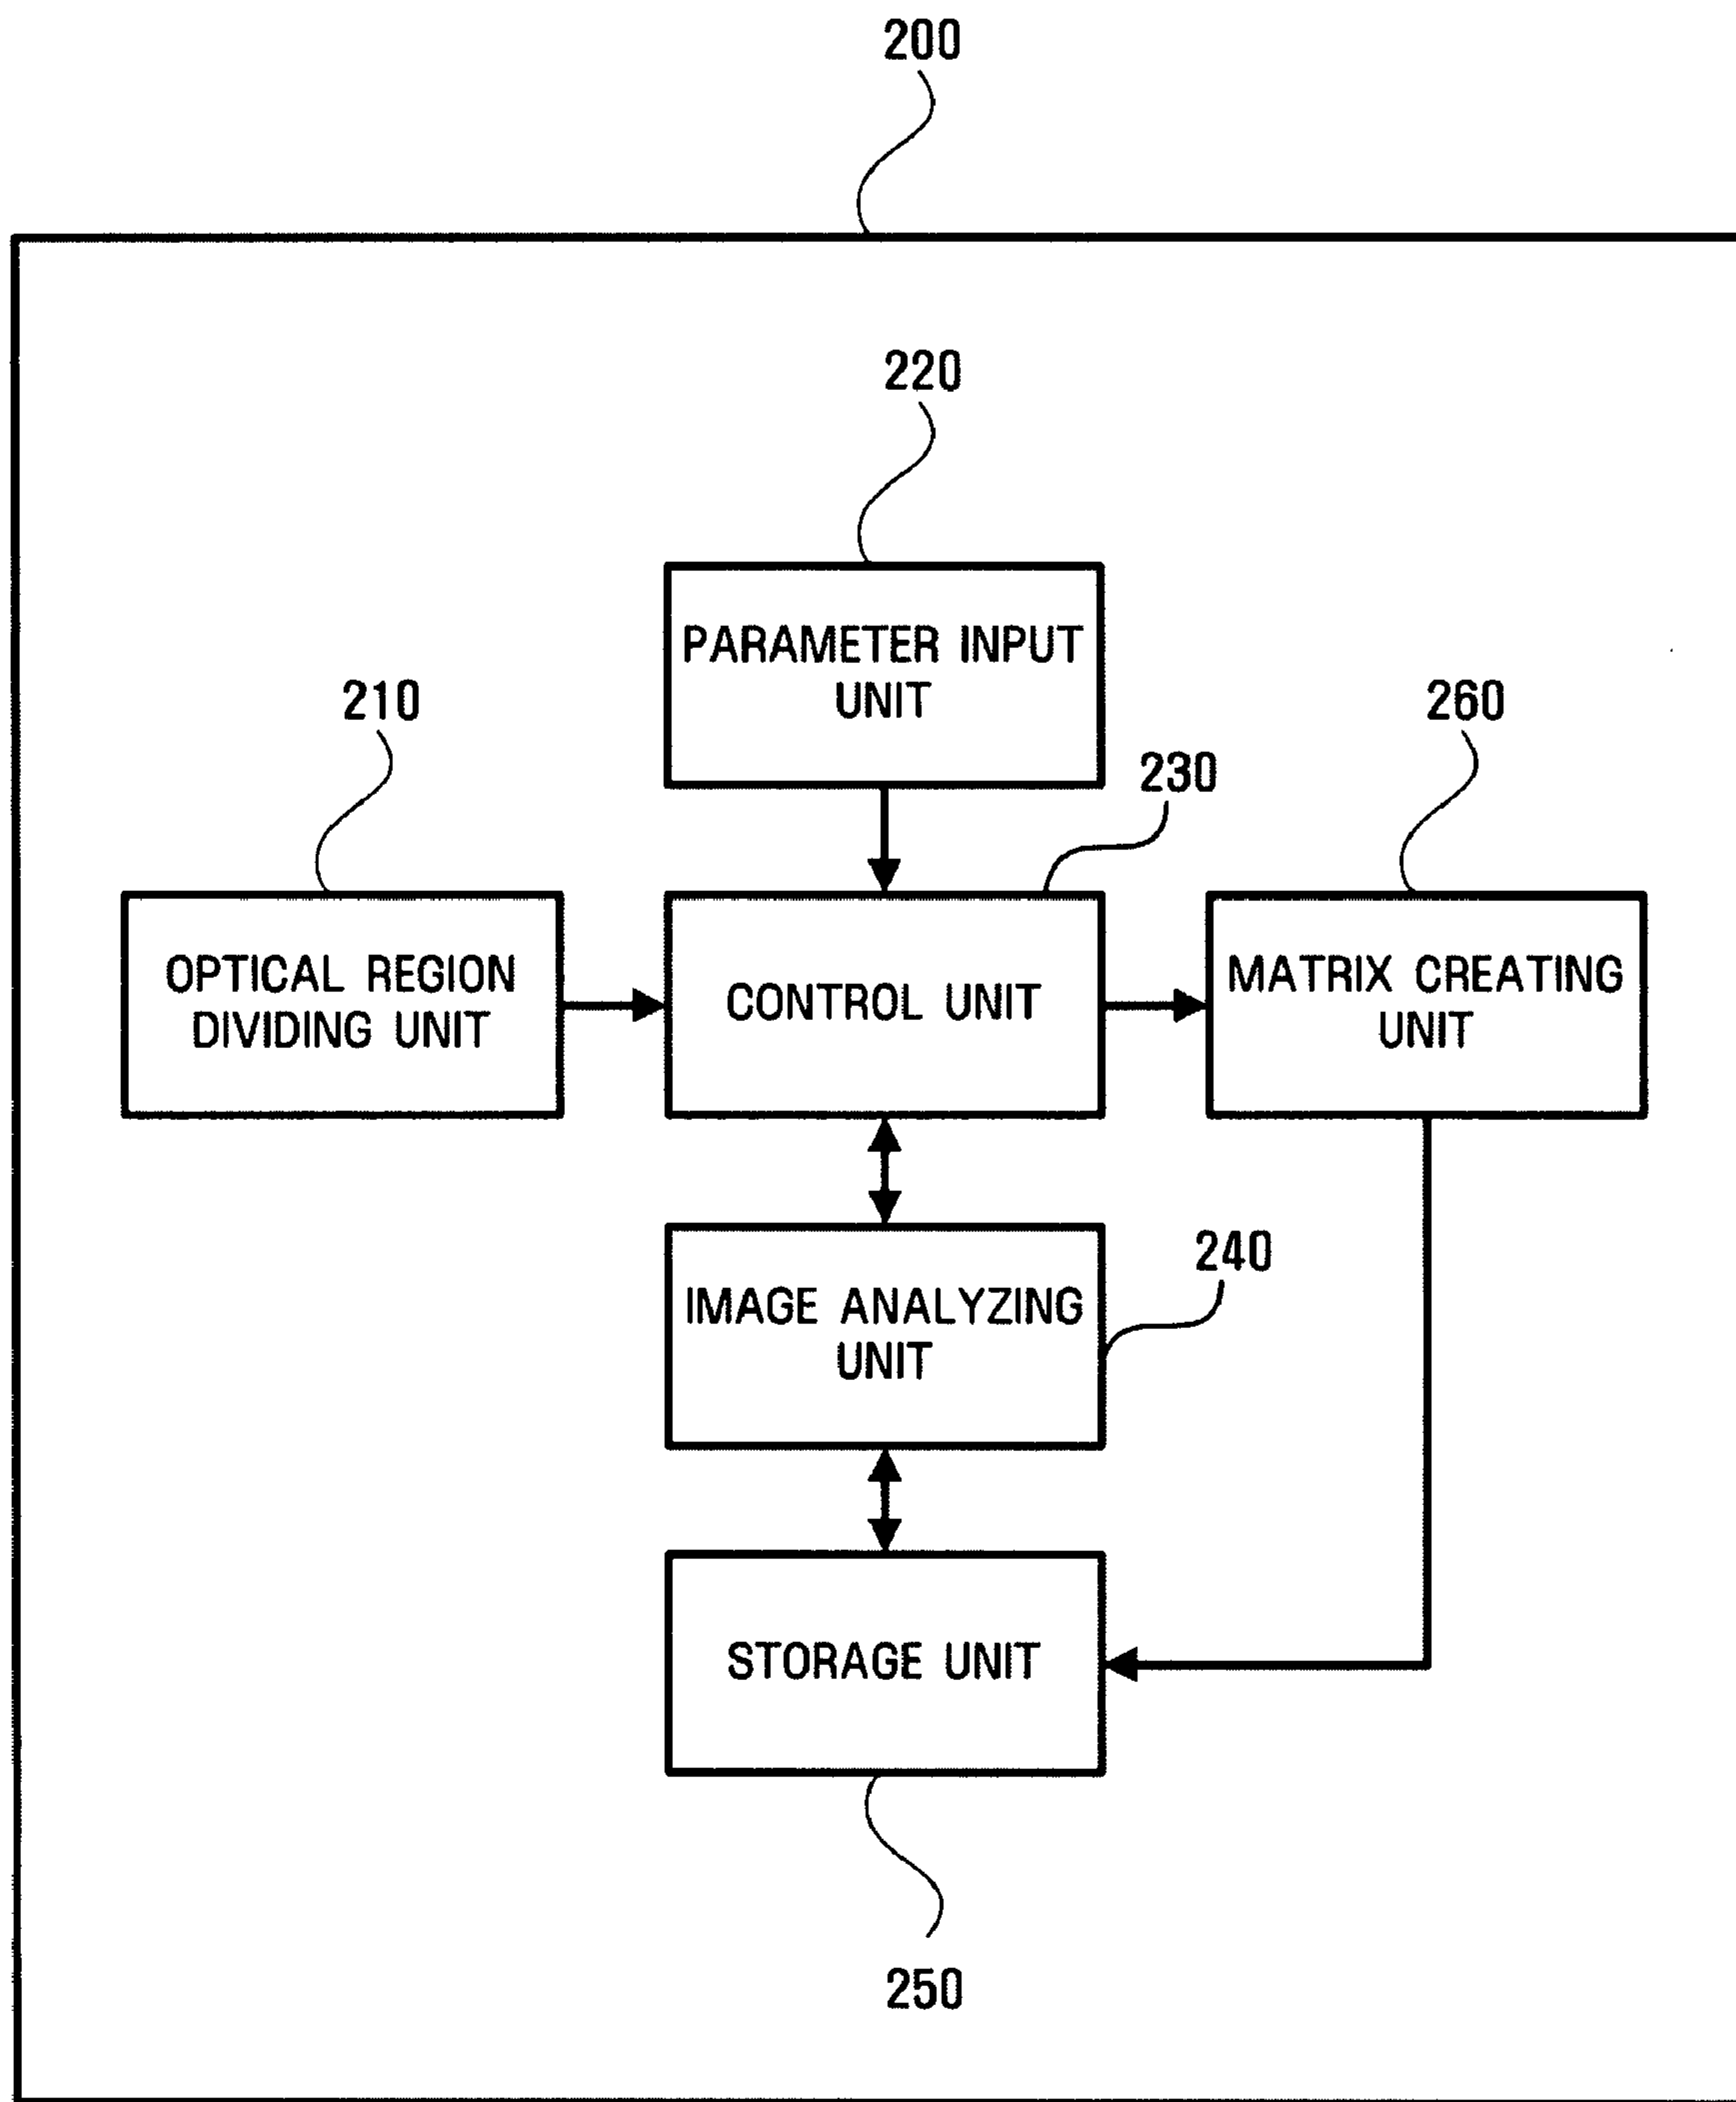 200
220
PARAMETER INPUT
UNIT
210
260
230
OPTICAL REGION
DIVIDING UNIT
CONTROL UNIT
MATRIX CREATING
UNIT
240
IMAGE ANALYZING
UNIT
STORAGE UNIT
250